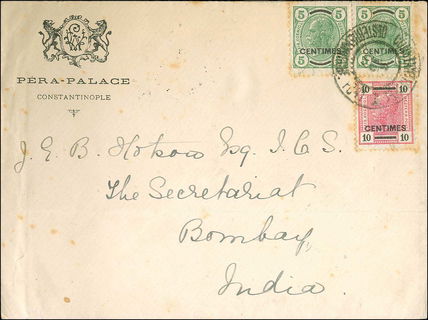 PÉRA-PALACE
CONSTANTINOPLE
5 5 5 5
CENTIMES CENTIMES
10 10
CENTIMES
10 10
J. E. B. Hotson Esq. I.C.S.
The Secretariat
Bombay
India.